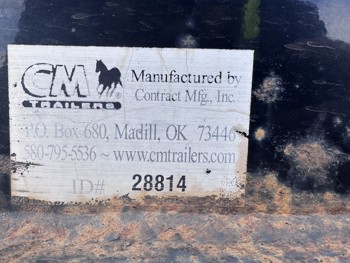 CM
TRAILERS
Manufactured by
Contract Mfg., Inc.
P.O. Box 680, Madill, OK 73446
580-795-5536 ~ www.cmtrailers.com
ID# 28814